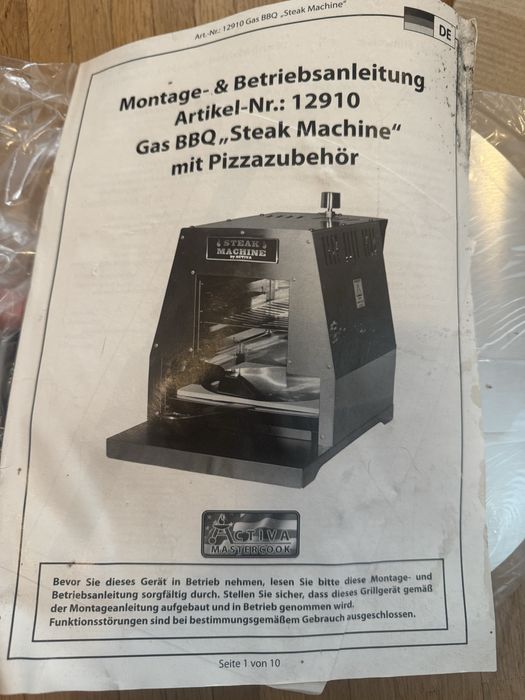 Art.-Nr.: 12910 Gas BBQ „Steak Machine“
DE
Montage- & Betriebsanleitung
Artikel-Nr.: 12910
Gas BBQ „Steak Machine“
mit Pizzazubehör
STEAK
MACHINE
BY ACTIVA
ACTIVA
MASTERCOOK
Bevor Sie dieses Gerät in Betrieb nehmen, lesen Sie bitte diese Montage- und
Betriebsanleitung sorgfältig durch. Stellen Sie sicher, dass dieses Grillgerät gemäß
der Montageanleitung aufgebaut und in Betrieb genommen wird.
Funktionsstörungen sind bei bestimmungsgemäßem Gebrauch ausgeschlossen.
Seite 1 von 10